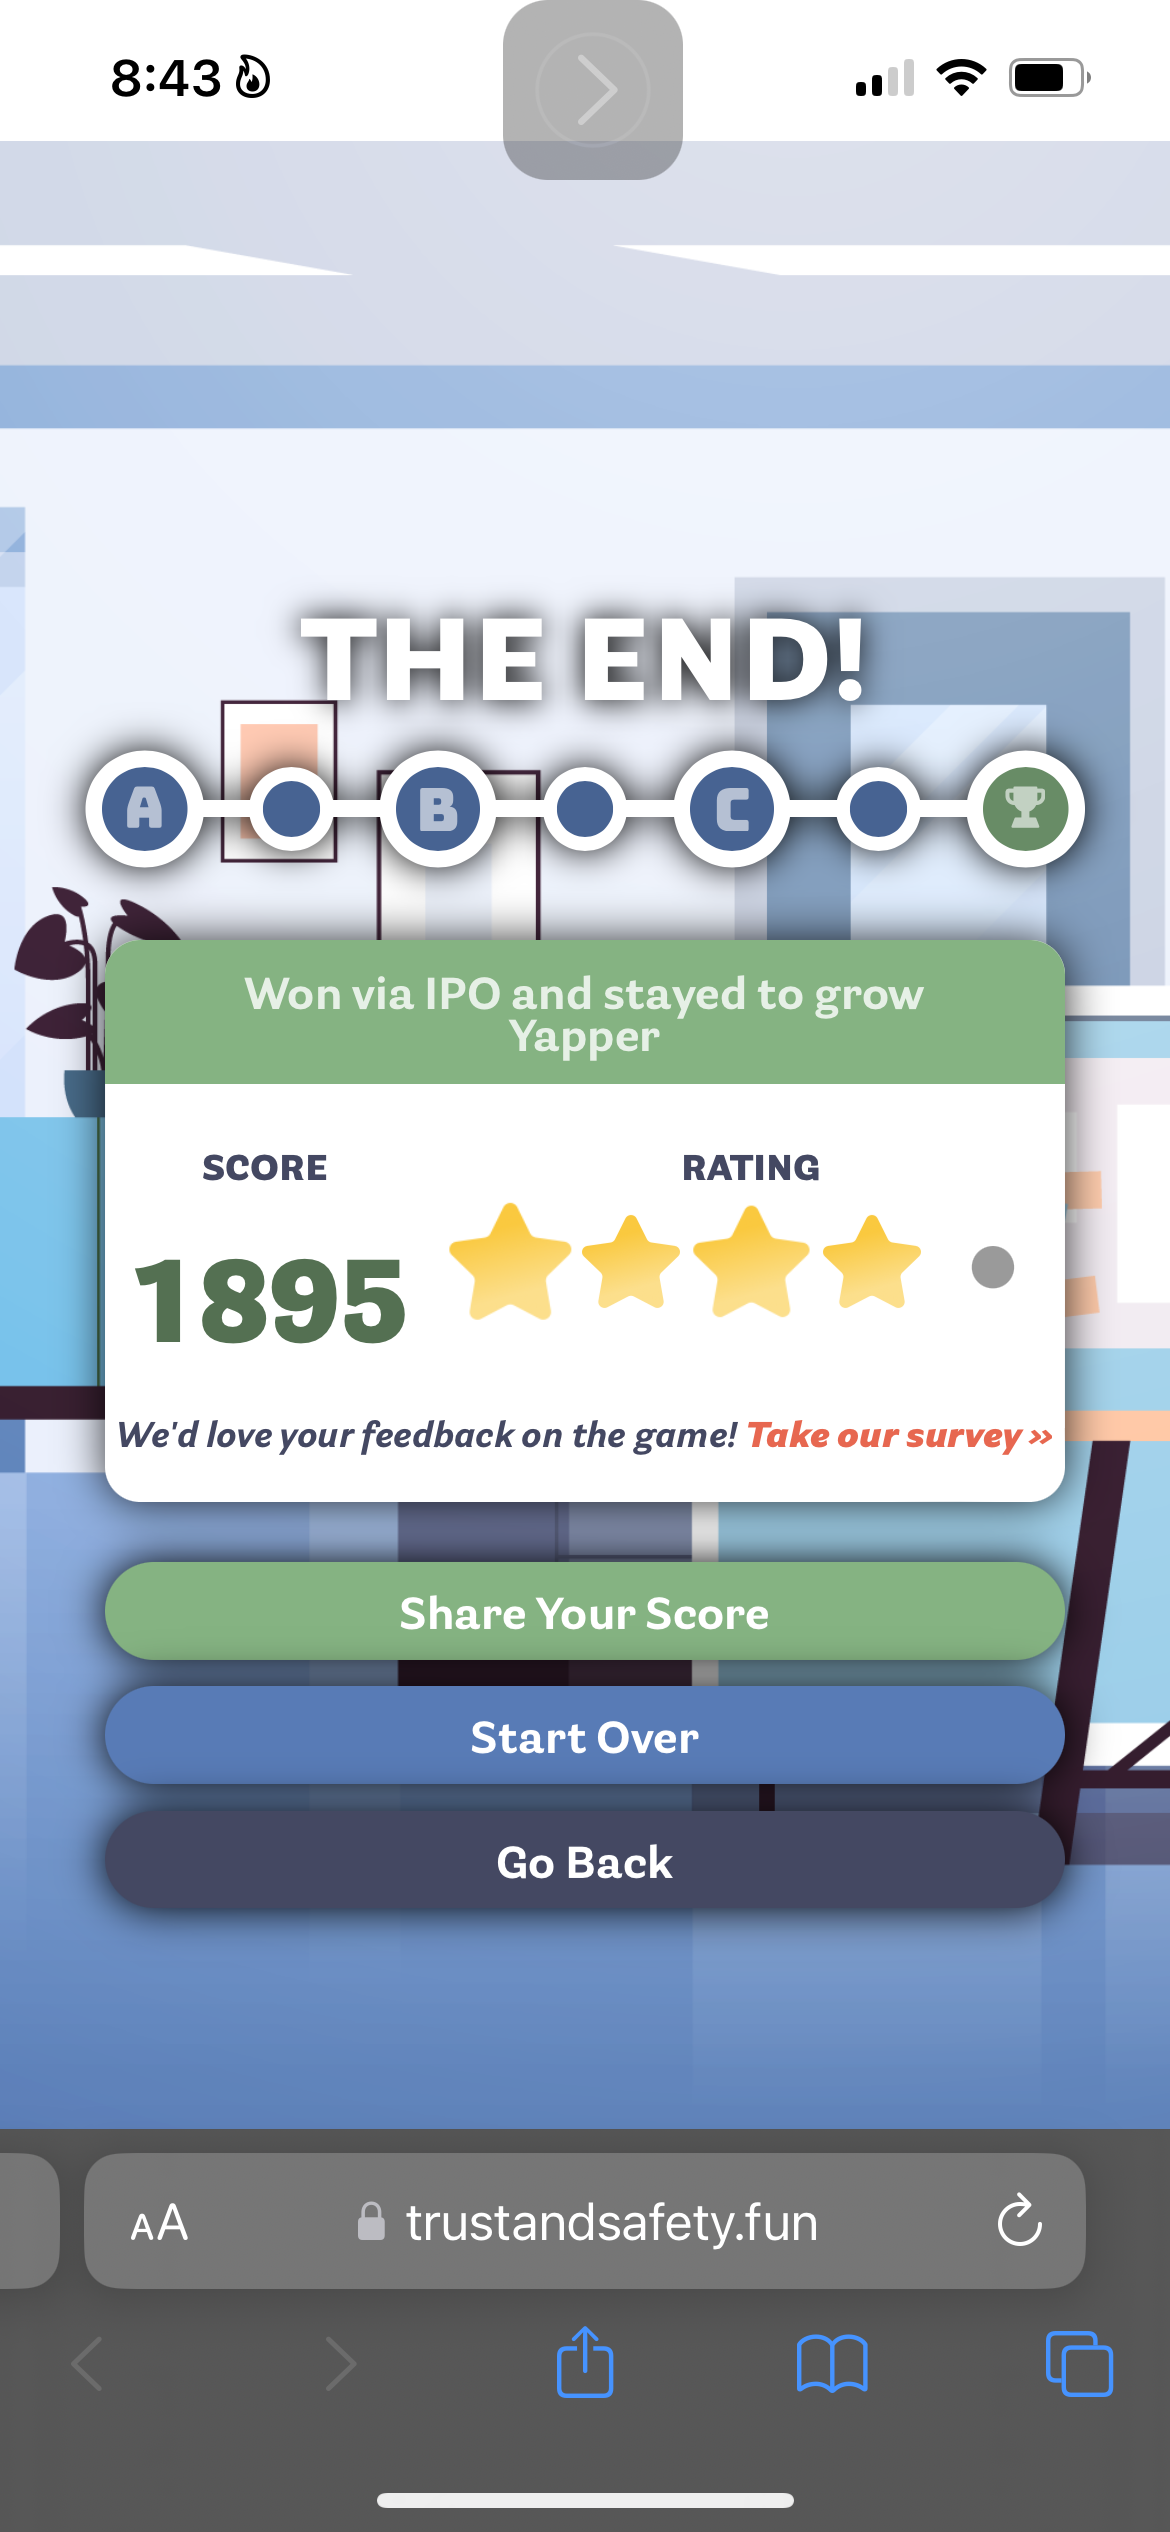 8:43
THE END!
A B C
Won via IPO and stayed to grow
Yapper
SCORE
RATING
1895
We'd love your feedback on the game! Take our survey »
Share Your Score
Start Over
Go Back
AA
trustandsafety.fun